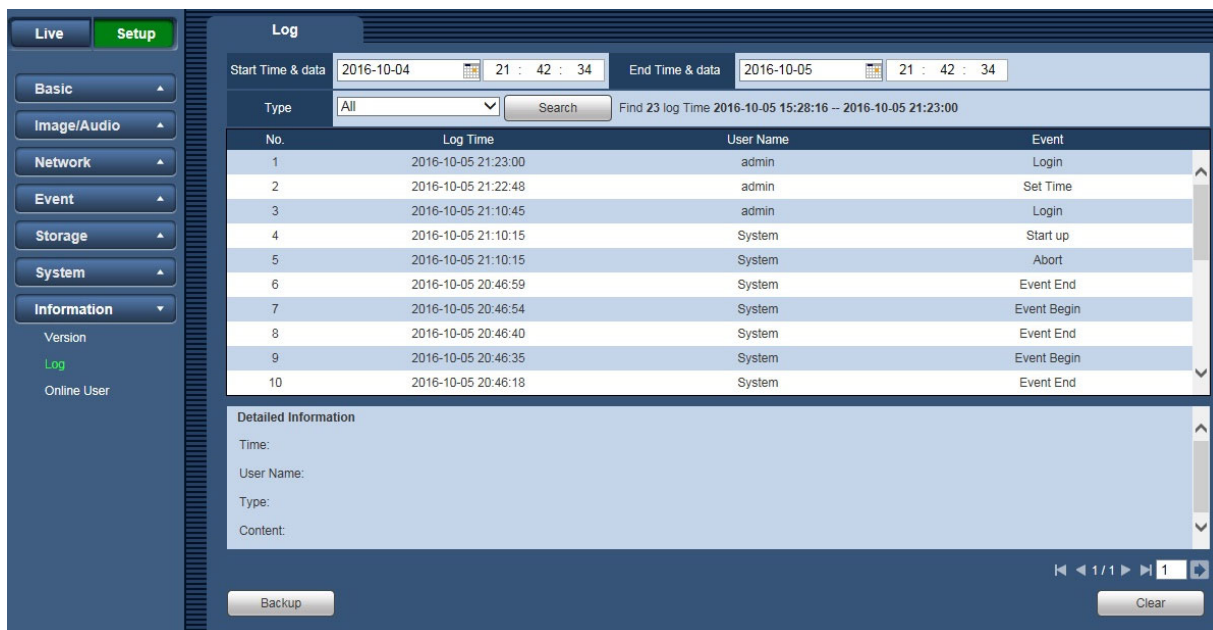 Live Setup
Basic
Image/Audio
Network
Event
Storage
System
Information
Version
Log
Online User
Log
Start Time & data 2016-10-04 21 : 42 : 34 End Time & data 2016-10-05 21 : 42 : 34
Type All Search Find 23 log Time 2016-10-05 15:28:16 -- 2016-10-05 21:23:00
No. Log Time User Name Event
1 2016-10-05 21:23:00 admin Login
2 2016-10-05 21:22:48 admin Set Time
3 2016-10-05 21:10:45 admin Login
4 2016-10-05 21:10:15 System Start up
5 2016-10-05 21:10:15 System Abort
6 2016-10-05 20:46:59 System Event End
7 2016-10-05 20:46:54 System Event Begin
8 2016-10-05 20:46:40 System Event End
9 2016-10-05 20:46:35 System Event Begin
10 2016-10-05 20:46:18 System Event End
Detailed Information
Time:
User Name:
Type:
Content:
1/1 1
Backup Clear